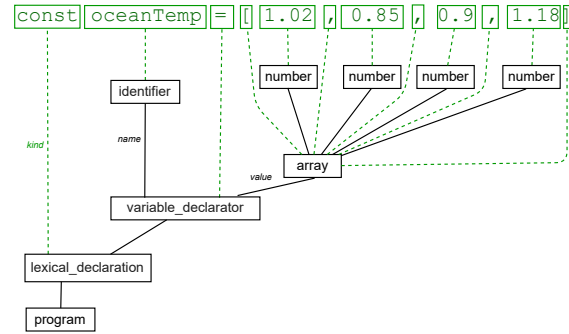 const oceanTemp = [ 1.02 , 0.85 , 0.9 , 1.18 ]
number number number number
identifier
name
kind
array
value
variable_declarator
lexical_declaration
program